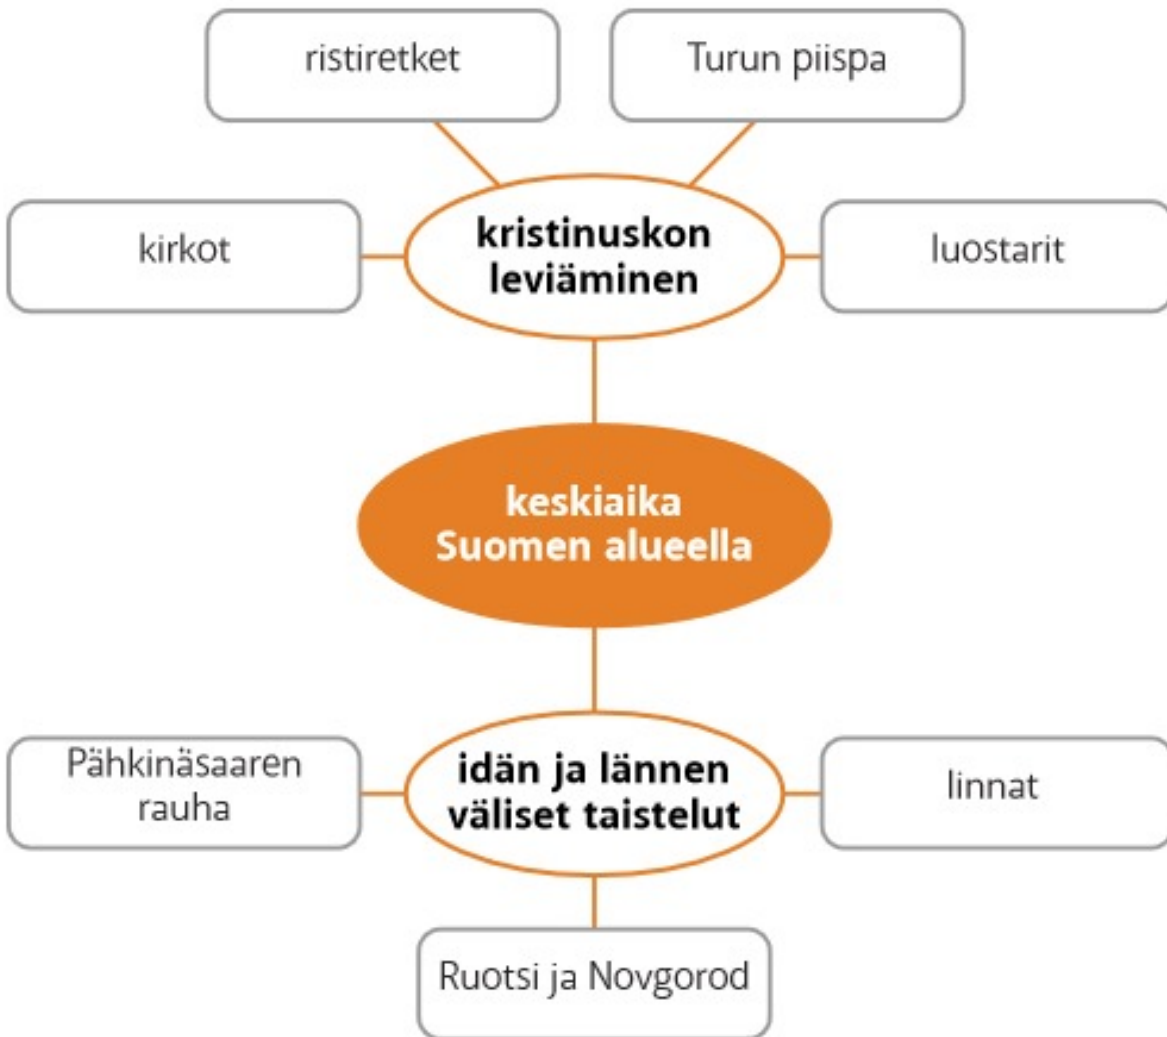 ristiretket
Turun piispa
kirkot
kristinuskon
leviäminen
luostarit
keskiaika
Suomen alueella
Pähkinäsaaren
rauha
idän ja lännen
väliset taistelut
linnat
Ruotsi ja Novgorod